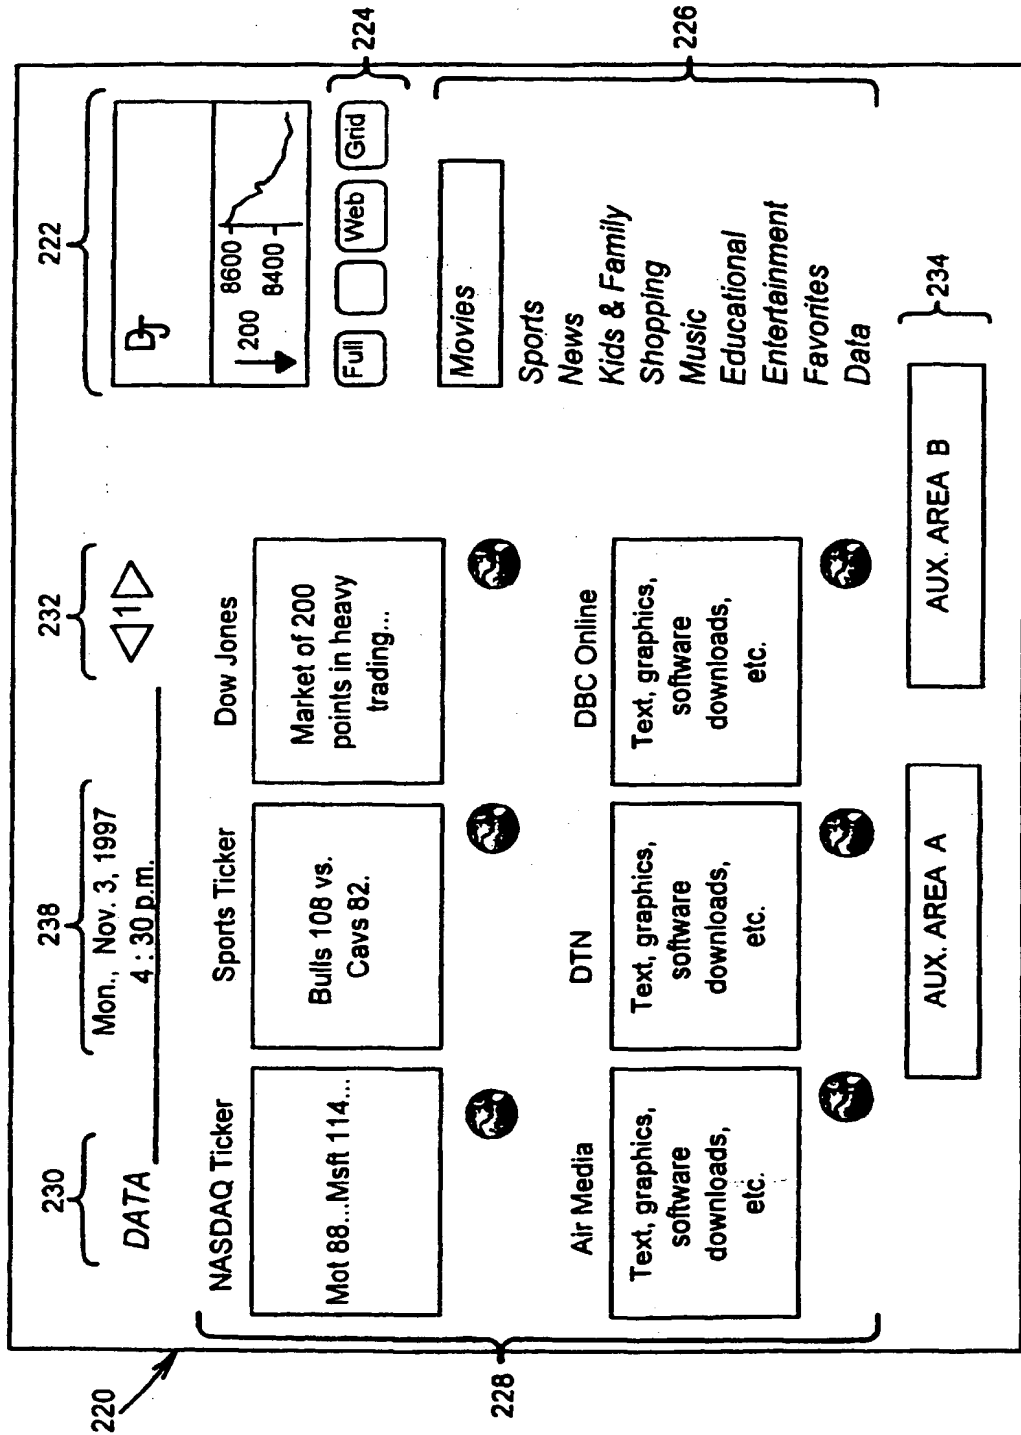 220
230
238
232
222
DATA
Mon., Nov. 3, 1997
4 : 30 p.m.
1
DJ
200
8600
8400
224
Full
Web
Grid
228
NASDAQ Ticker
Mot 88...Msft 114...
Sports Ticker
Bulls 108 vs.
Cavs 82.
Dow Jones
Market of 200
points in heavy
trading...
Air Media
Text, graphics,
software
downloads,
etc.
DTN
Text, graphics,
software
downloads,
etc.
DBC Online
Text, graphics,
software
downloads,
etc.
226
Movies
Sports
News
Kids & Family
Shopping
Music
Educational
Entertainment
Favorites
Data
AUX. AREA A
AUX. AREA B
234